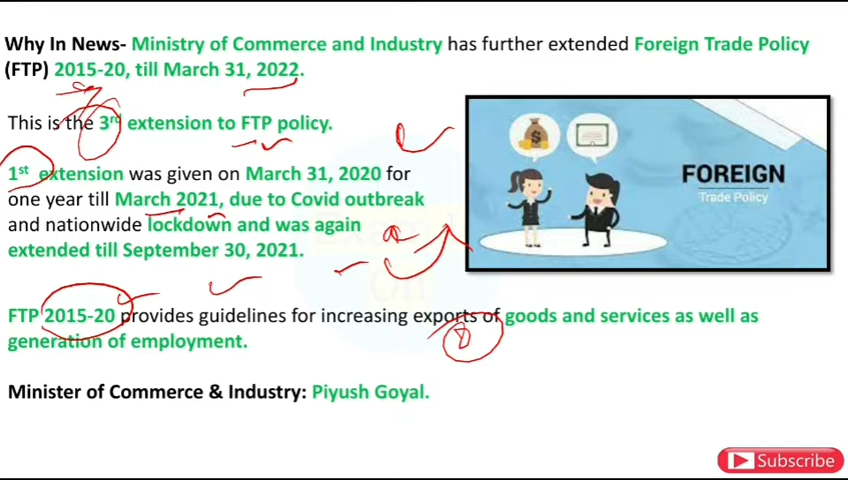 Why In News- Ministry of Commerce and Industry has further extended Foreign Trade Policy
(FTP) 2015-20, till March 31, 2022.
This is the 3rd extension to FTP policy.
1st extension was given on March 31, 2020 for
one year till March 2021, due to Covid outbreak
and nationwide lockdown and was again
extended till September 30, 2021.
FOREIGN
Trade Policy
FTP 2015-20 provides guidelines for increasing exports of goods and services as well as
generation of employment.
Minister of Commerce & Industry: Piyush Goyal.
Subscribe